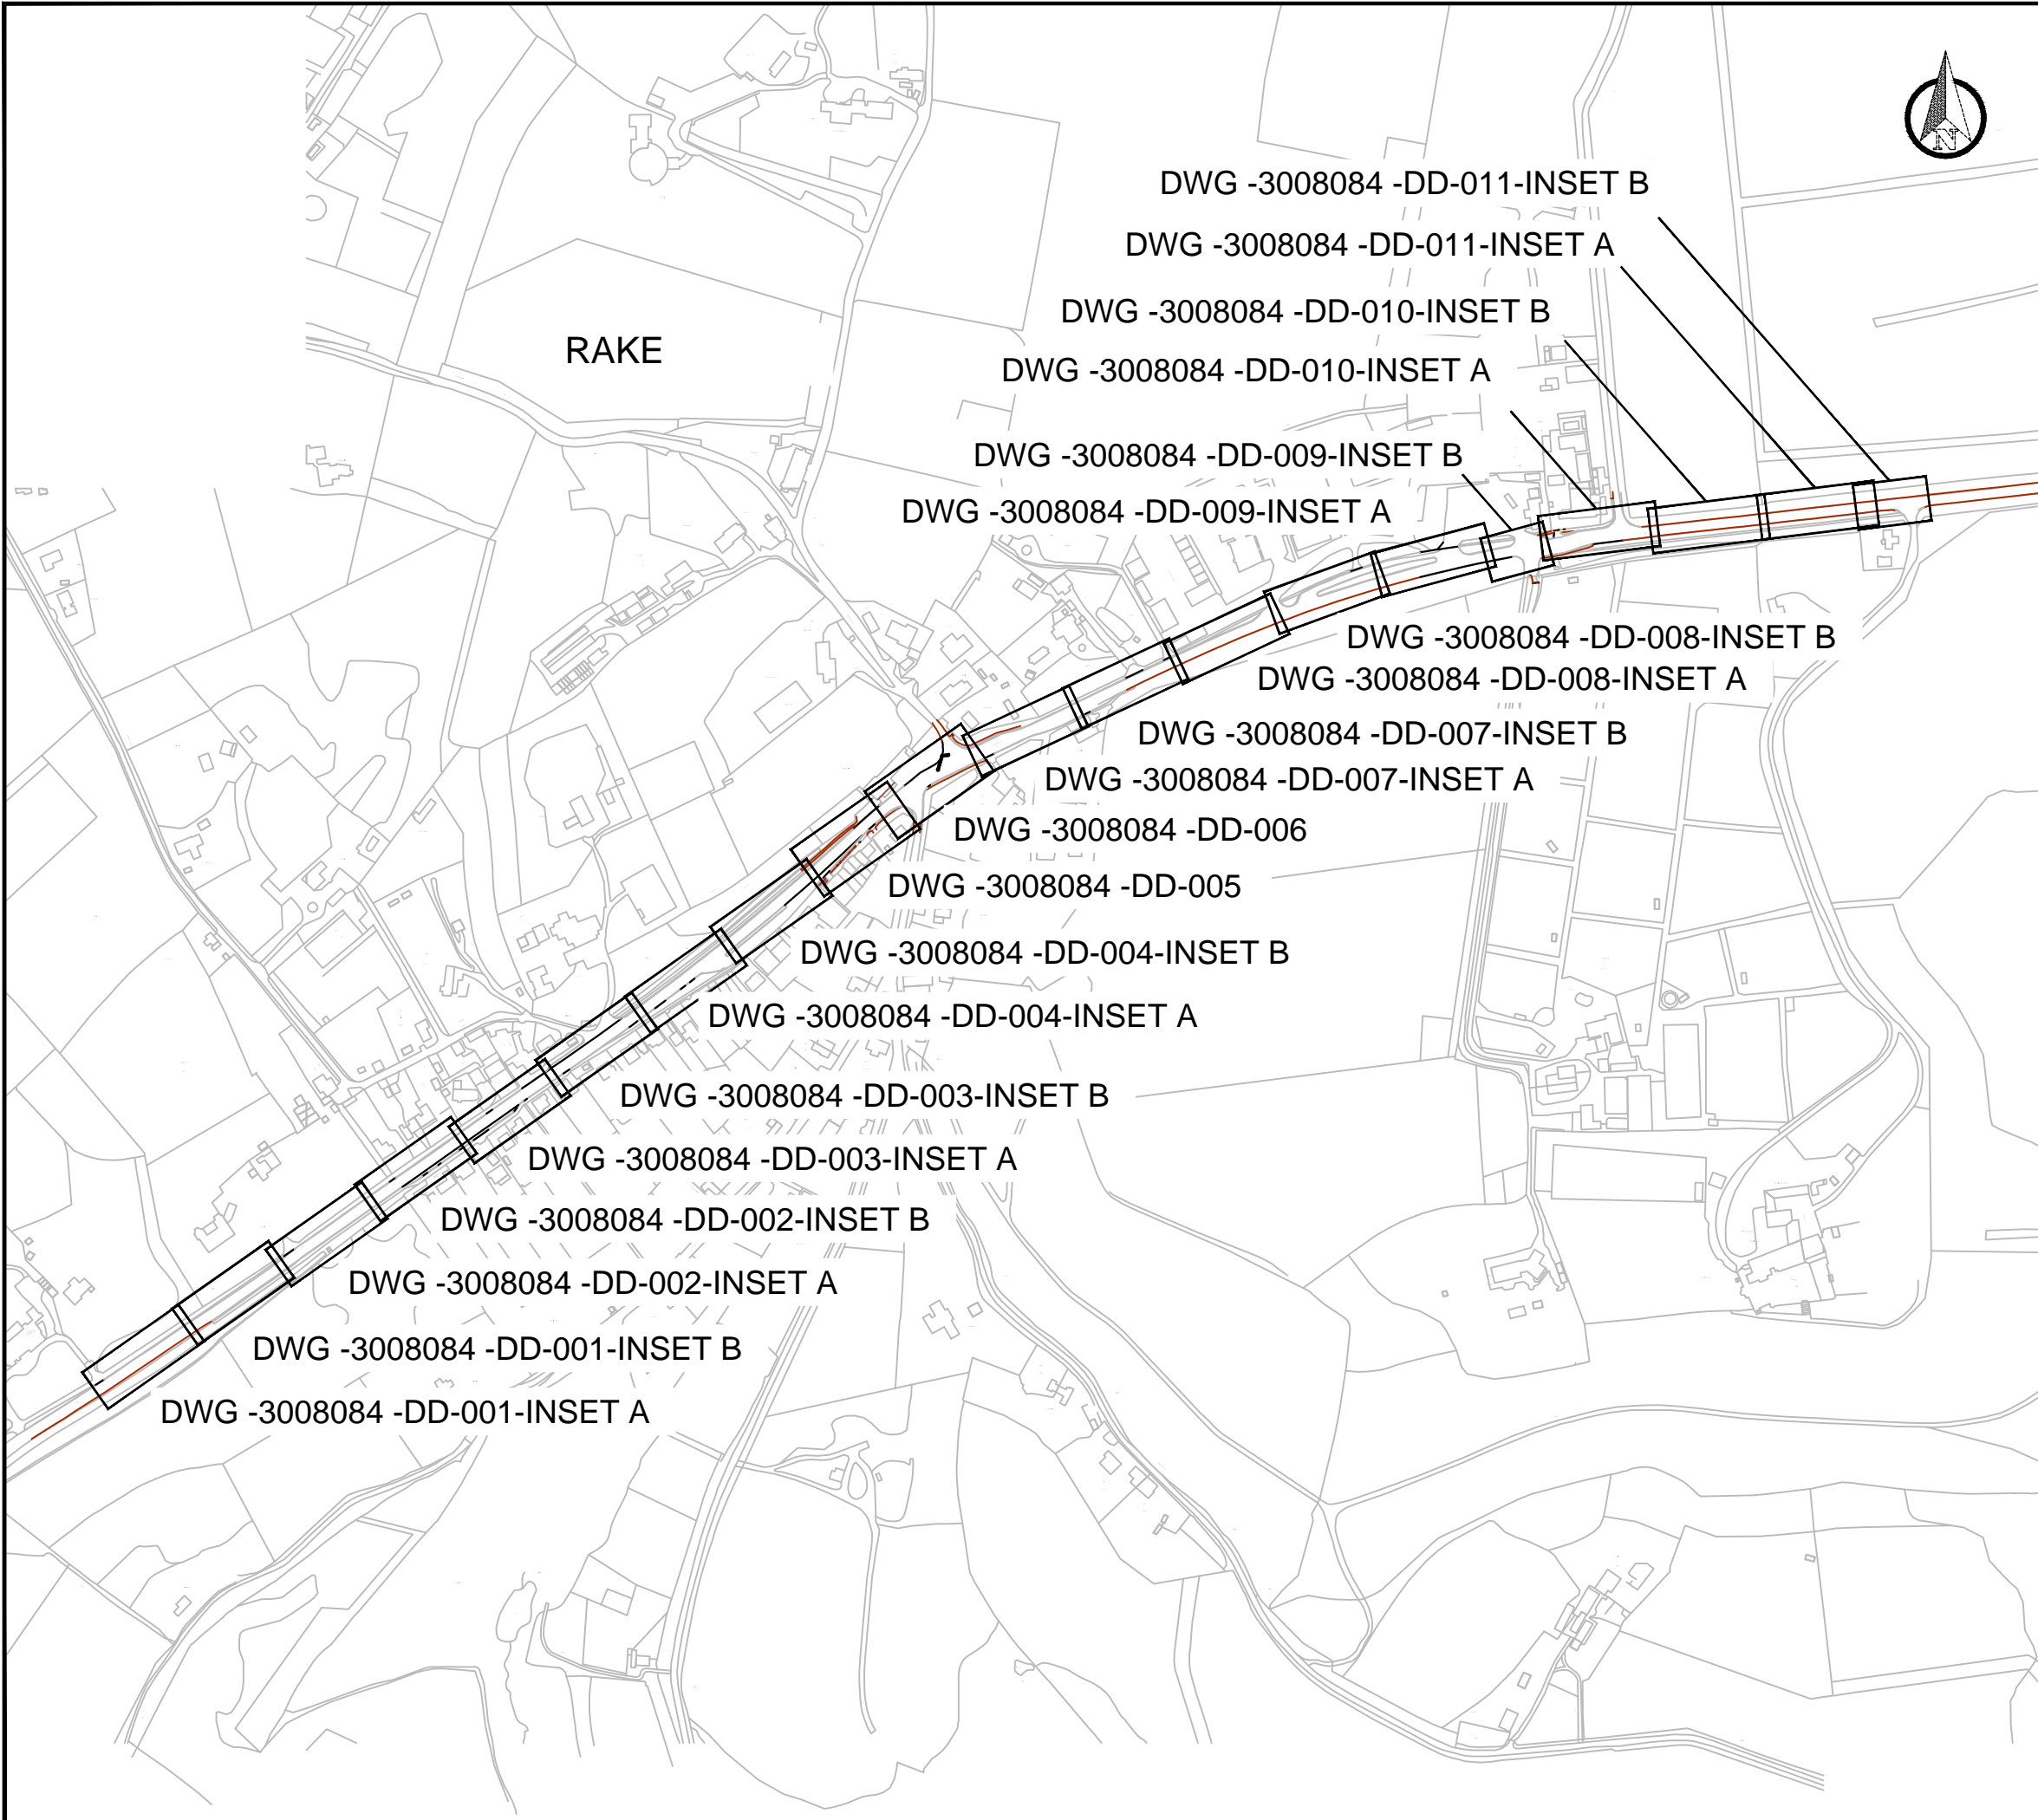 N
DWG -3008084 -DD-011-INSET B
DWG -3008084 -DD-011-INSET A
DWG -3008084 -DD-010-INSET B
RAKE
DWG -3008084 -DD-010-INSET A
DWG -3008084 -DD-009-INSET B
DWG -3008084 -DD-009-INSET A
DWG -3008084 -DD-008-INSET B
DWG -3008084 -DD-008-INSET A
DWG -3008084 -DD-007-INSET B
DWG -3008084 -DD-007-INSET A
DWG -3008084 -DD-006
DWG -3008084 -DD-005
DWG -3008084 -DD-004-INSET B
DWG -3008084 -DD-004-INSET A
DWG -3008084 -DD-003-INSET B
DWG -3008084 -DD-003-INSET A
DWG -3008084 -DD-002-INSET B
DWG -3008084 -DD-002-INSET A
DWG -3008084 -DD-001-INSET B
DWG -3008084 -DD-001-INSET A